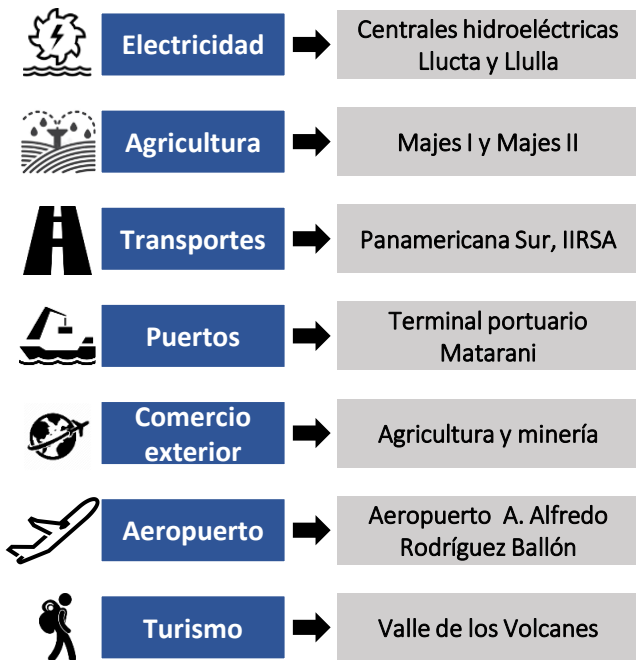 Electricidad
Centrales hidroeléctricas
Llucta y Llulla
Agricultura
Majes I y Majes II
Transportes
Panamericana Sur, IIRSA
Puertos
Terminal portuario
Matarani
Comercio
exterior
Agricultura y minería
Aeropuerto
Aeropuerto A. Alfredo
Rodríguez Ballón
Turismo
Valle de los Volcanes